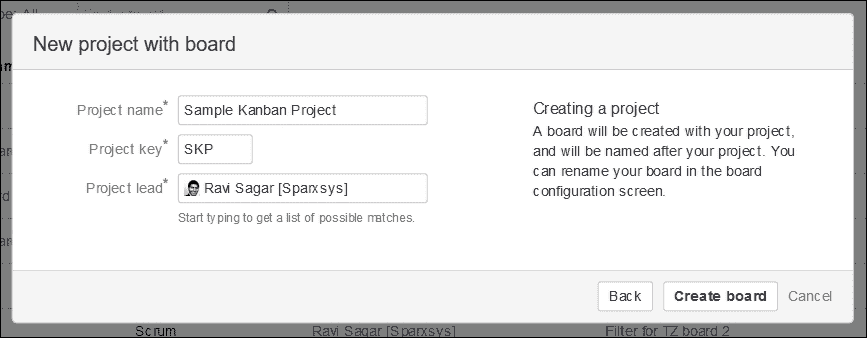 New project with board
Project name*
Sample Kanban Project
Project key*
SKP
Project lead*
Ravi Sagar [Sparxsys]
Start typing to get a list of possible matches.
Creating a project
A board will be created with your project,
and will be named after your project. You
can rename your board in the board
configuration screen.
Back
Create board
Cancel
Scrum
Ravi Sagar [Sparxsys]
Filter for TZ board 2